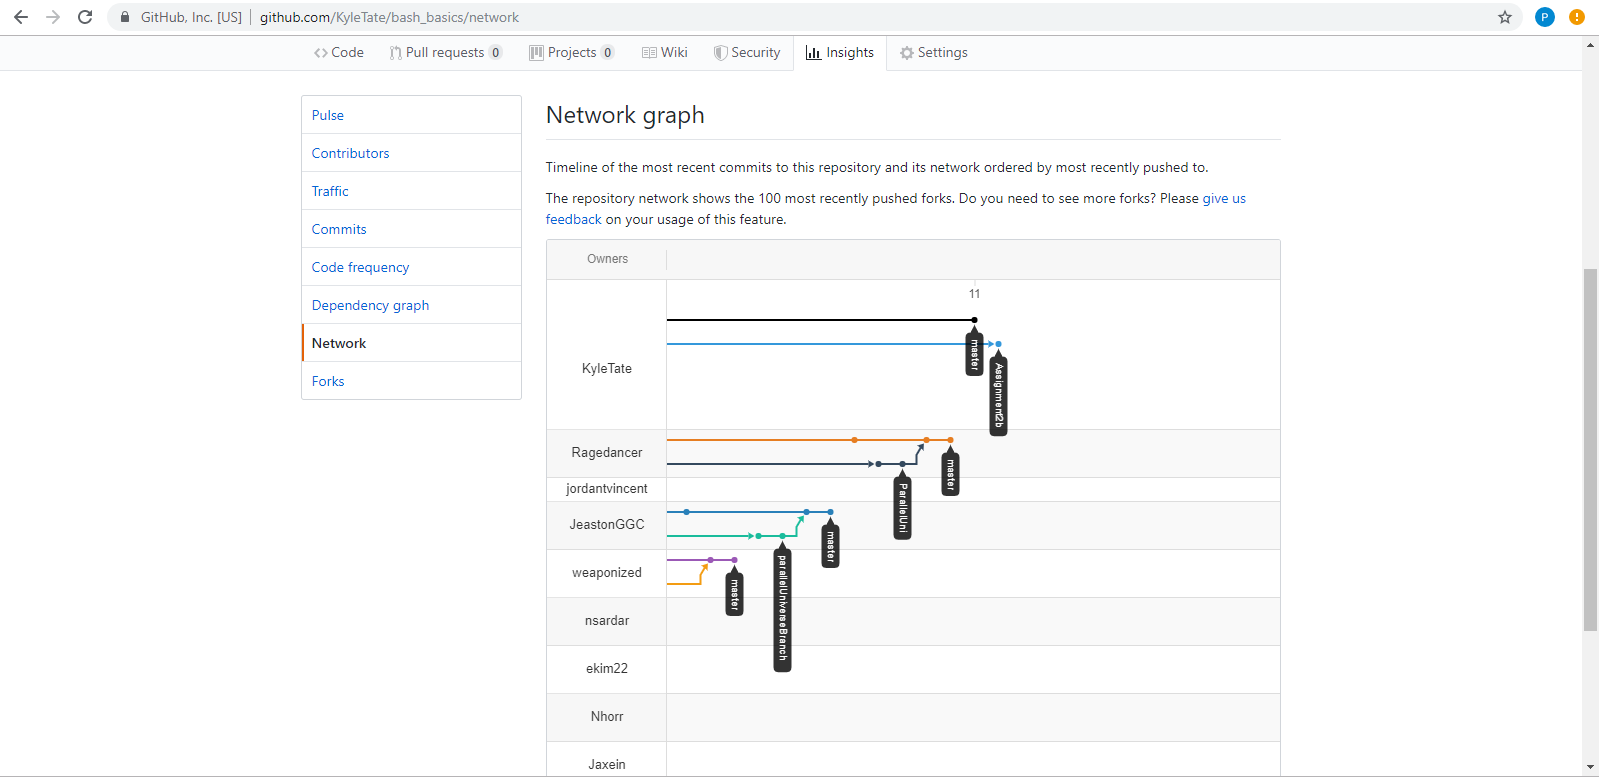 GitHub, Inc. [US] | github.com/KyleTate/bash_basics/network
P
Code
Pull requests 0
Projects 0
Wiki
Security
Insights
Settings
Pulse
Contributors
Traffic
Commits
Code frequency
Dependency graph
Network
Forks
Network graph
Timeline of the most recent commits to this repository and its network ordered by most recently pushed to.
The repository network shows the 100 most recently pushed forks. Do you need to see more forks? Please give us
feedback on your usage of this feature.
Owners
11
KyleTate
master
Assignment2b
Ragedancer
master
ParallelUni
jordantvincent
JeastonGGC
master
parallelUniverseBranch
weaponized
master
nsardar
ekim22
Nhorr
Jaxein